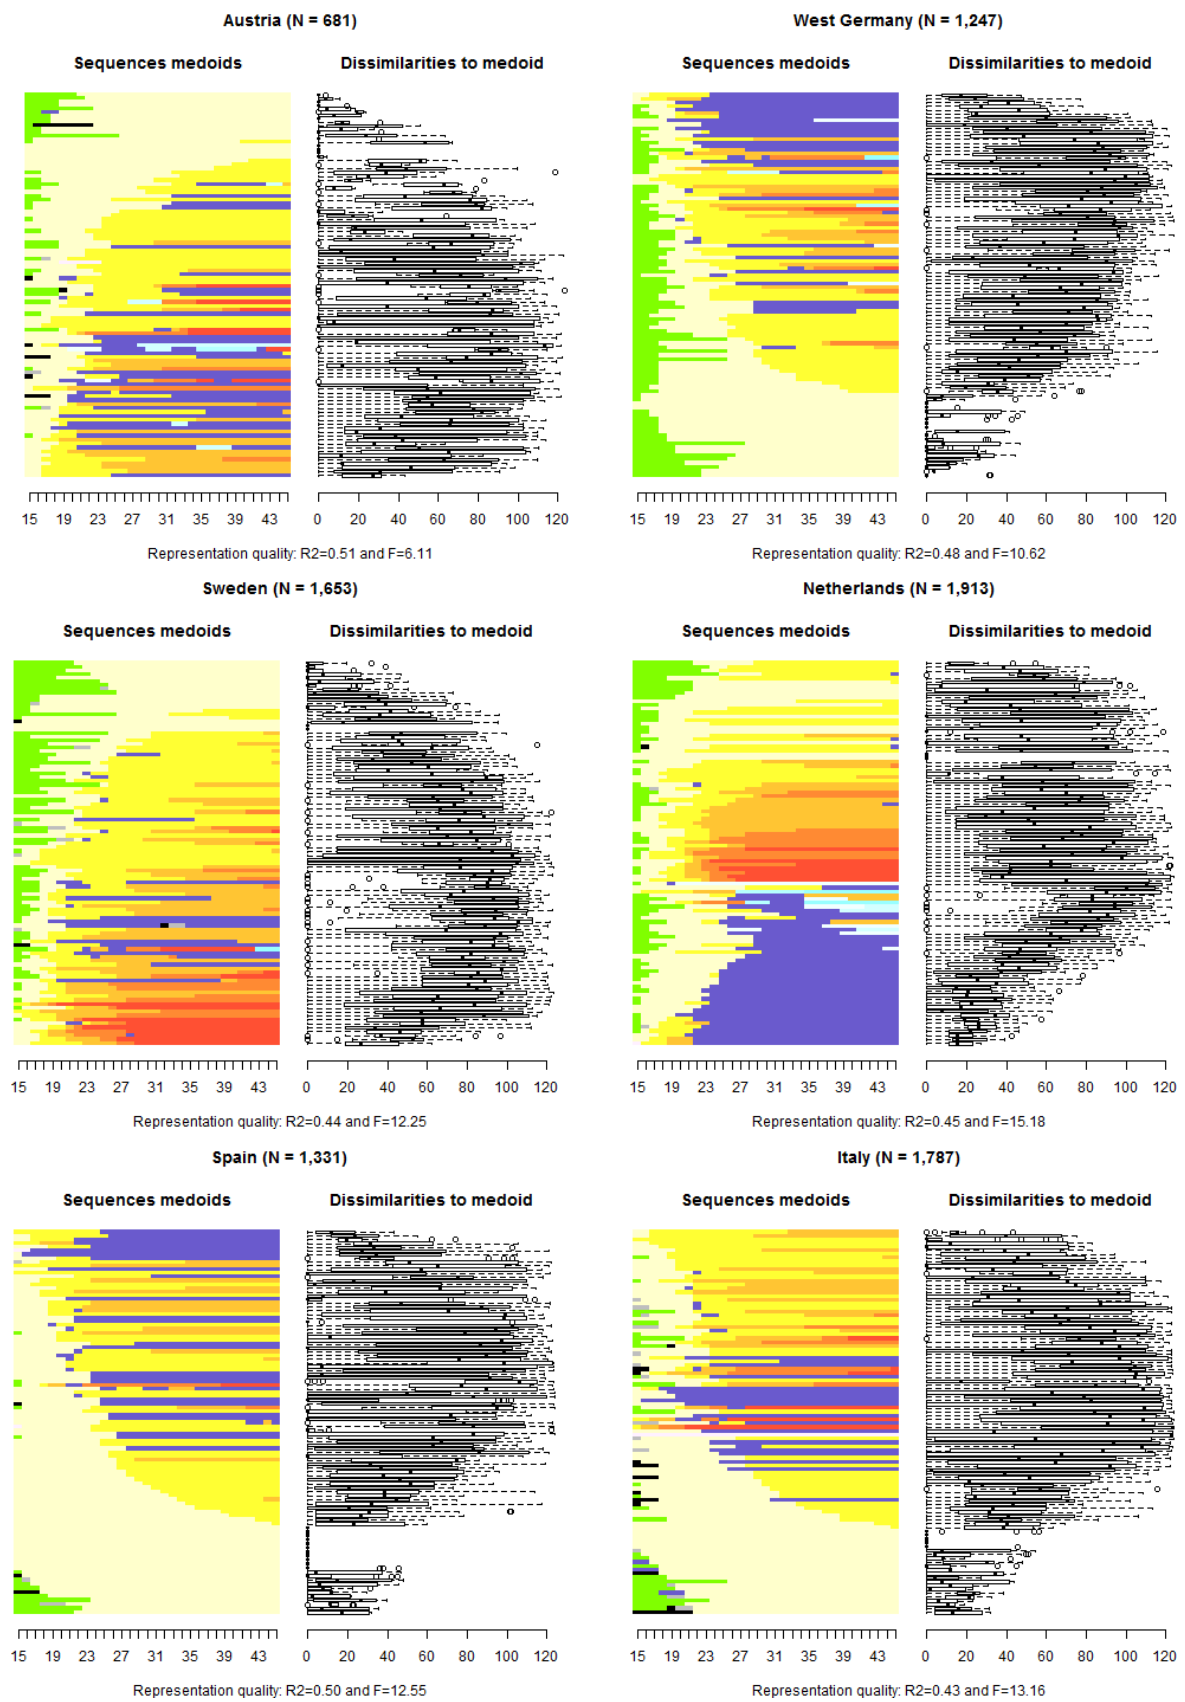 Austria (N = 681)
Sequences medoids
Dissimilarities to medoid
15 19 23 27 31 35 39 43
0 20 40 60 80 100 120
Representation quality: R2=0.51 and F=6.11
West Germany (N = 1,247)
Sequences medoids
Dissimilarities to medoid
15 19 23 27 31 35 39 43
0 20 40 60 80 100 120
Representation quality: R2=0.48 and F=10.62
Sweden (N = 1,653)
Sequences medoids
Dissimilarities to medoid
15 19 23 27 31 35 39 43
0 20 40 60 80 100 120
Representation quality: R2=0.44 and F=12.25
Netherlands (N = 1,913)
Sequences medoids
Dissimilarities to medoid
15 19 23 27 31 35 39 43
0 20 40 60 80 100 120
Representation quality: R2=0.45 and F=15.18
Spain (N = 1,331)
Sequences medoids
Dissimilarities to medoid
15 19 23 27 31 35 39 43
0 20 40 60 80 100 120
Representation quality: R2=0.50 and F=12.55
Italy (N = 1,787)
Sequences medoids
Dissimilarities to medoid
15 19 23 27 31 35 39 43
0 20 40 60 80 100 120
Representation quality: R2=0.43 and F=13.16